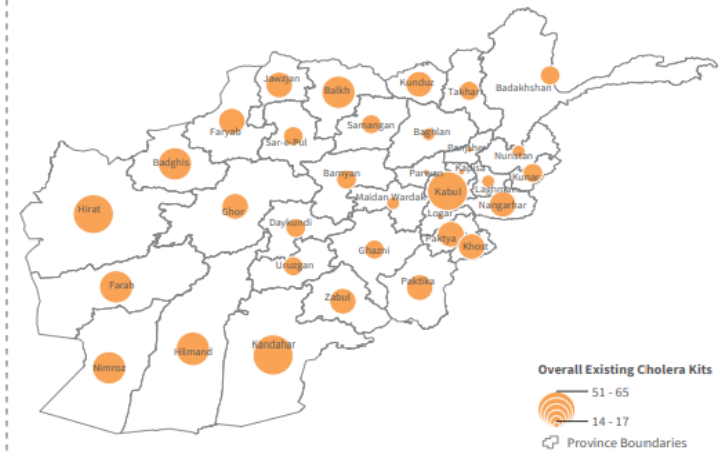 Jawzjan
Balkh
Kunduz
Takhar
Badakhshan
Faryab
Samangan
Baghlan
Sar-e-Pul
Panjsher
Nuristan
Badghis
Bamyan
Parwan
Kapisa
Kunar
Laghman
Maidan Wardak
Kabul
Hirat
Ghor
Nangarhar
Logar
Daykundi
Paktya
Khost
Ghazni
Uruzgan
Farah
Paktika
Zabul
Kandahar
Hilmand
Nimroz
Overall Existing Cholera Kits
51 - 65
14 - 17
Province Boundaries